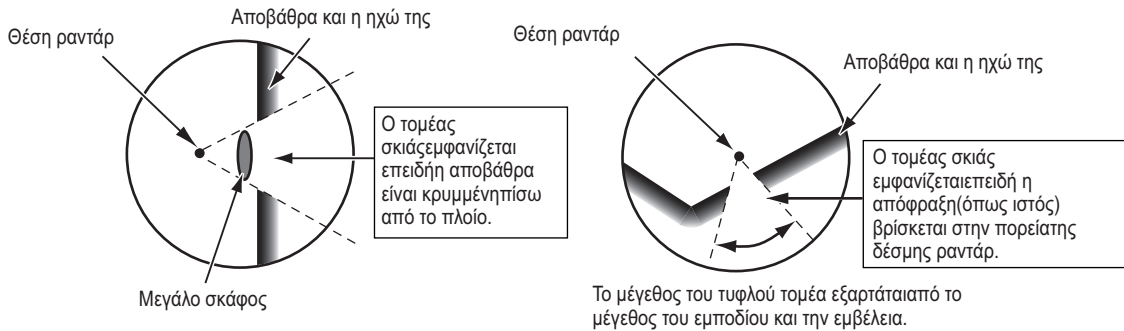 Αποβάθρα και η ηχώ της
Θέση ραντάρ
Ο τομέας
σκιάςεμφανίζεται
επειδήη αποβάθρα
είναι κρυμμένηπίσω
από το πλοίο.
Μεγάλο σκάφος
Θέση ραντάρ
Αποβάθρα και η ηχώ της
Ο τομέας σκιάς
εμφανίζεταιεπειδή η
απόφραξη(όπως ιστός)
βρίσκεται στην πορείατης
δέσμης ραντάρ.
Το μέγεθος του τυφλού τομέα εξαρτάταιαπό το
μέγεθος του εμποδίου και την εμβέλεια.